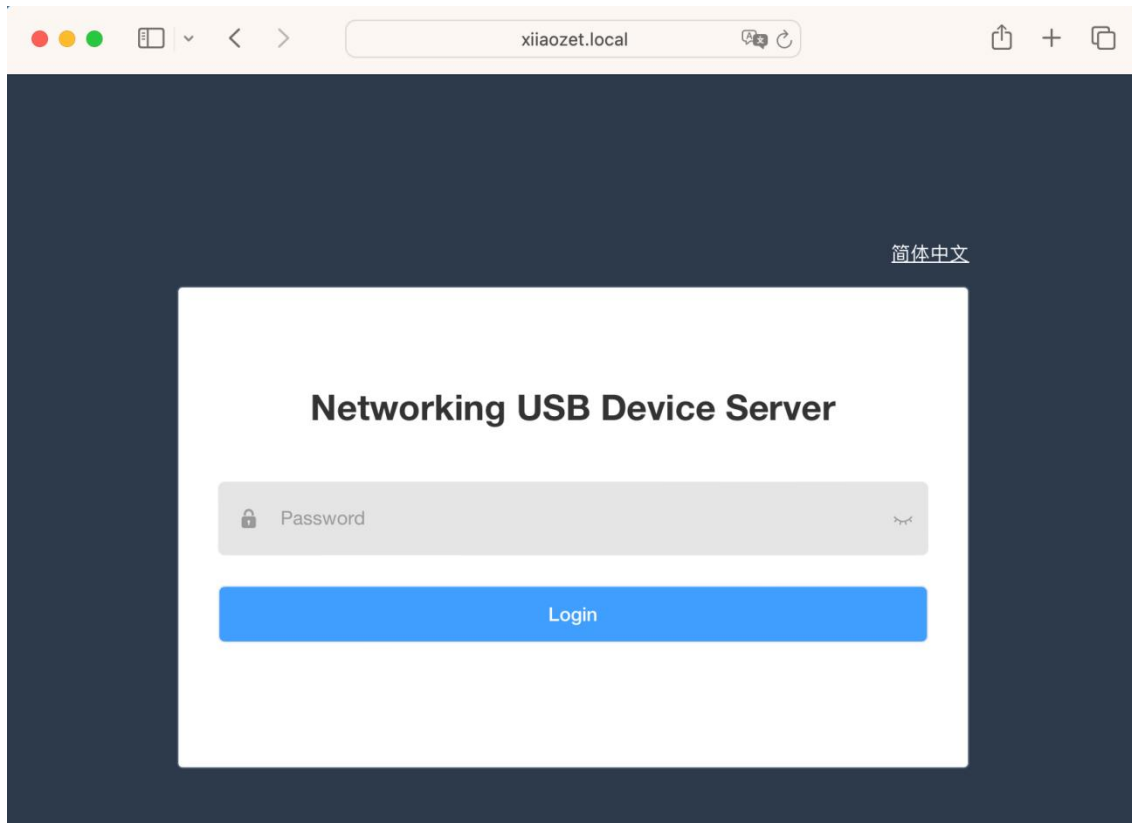 xiiaozet.local
简体中文
Networking USB Device Server
Password
Login